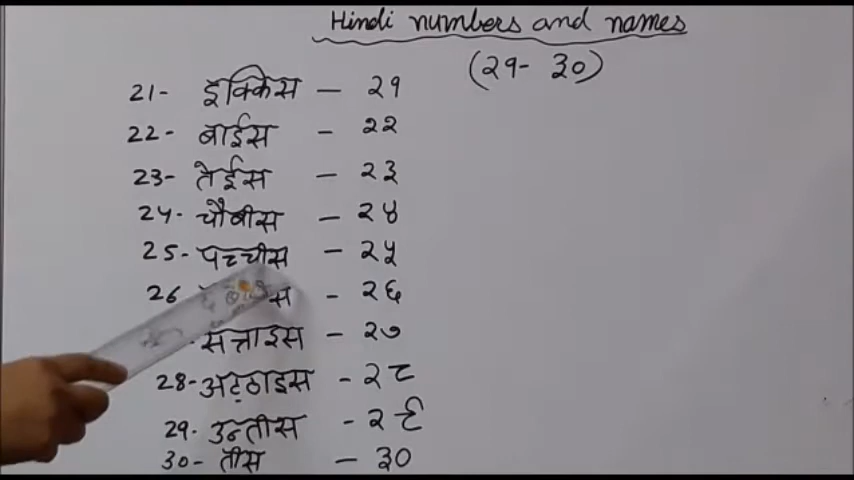 Hindi numbers and names
(२१- ३०)
21- इक्किस – २१
22- बाईस - २२
23- तेईस – २३
24- चौबीस – २४
25- पच्चीस – २५
26 - २६
सत्ताइस – २७
28- अट्ठाइस - २८
29- उन्तीस - २९
30- तीस – ३०